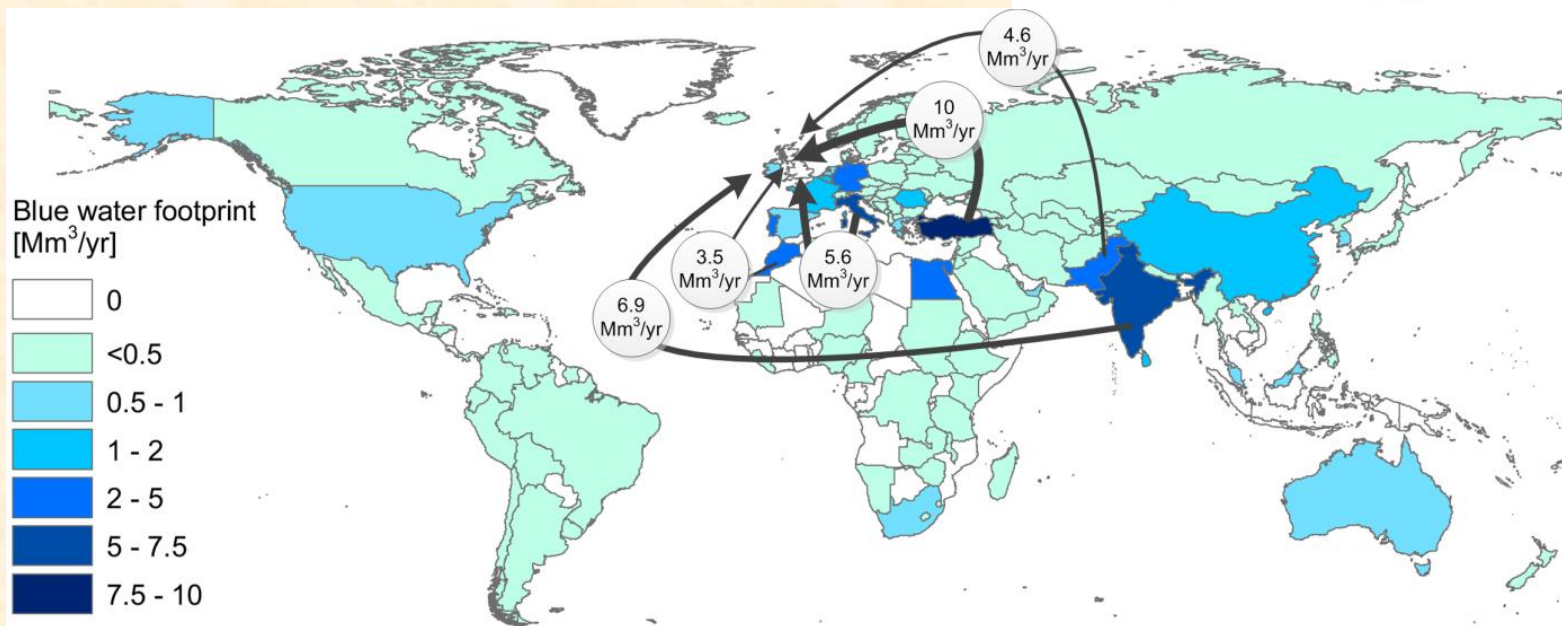 4.6
Mm³/yr
10
Mm³/yr
Blue water footprint
[Mm³/yr]
0
<0.5
0.5 - 1
1 - 2
2 - 5
5 - 7.5
7.5 - 10
3.5
Mm³/yr
5.6
Mm³/yr
6.9
Mm³/yr